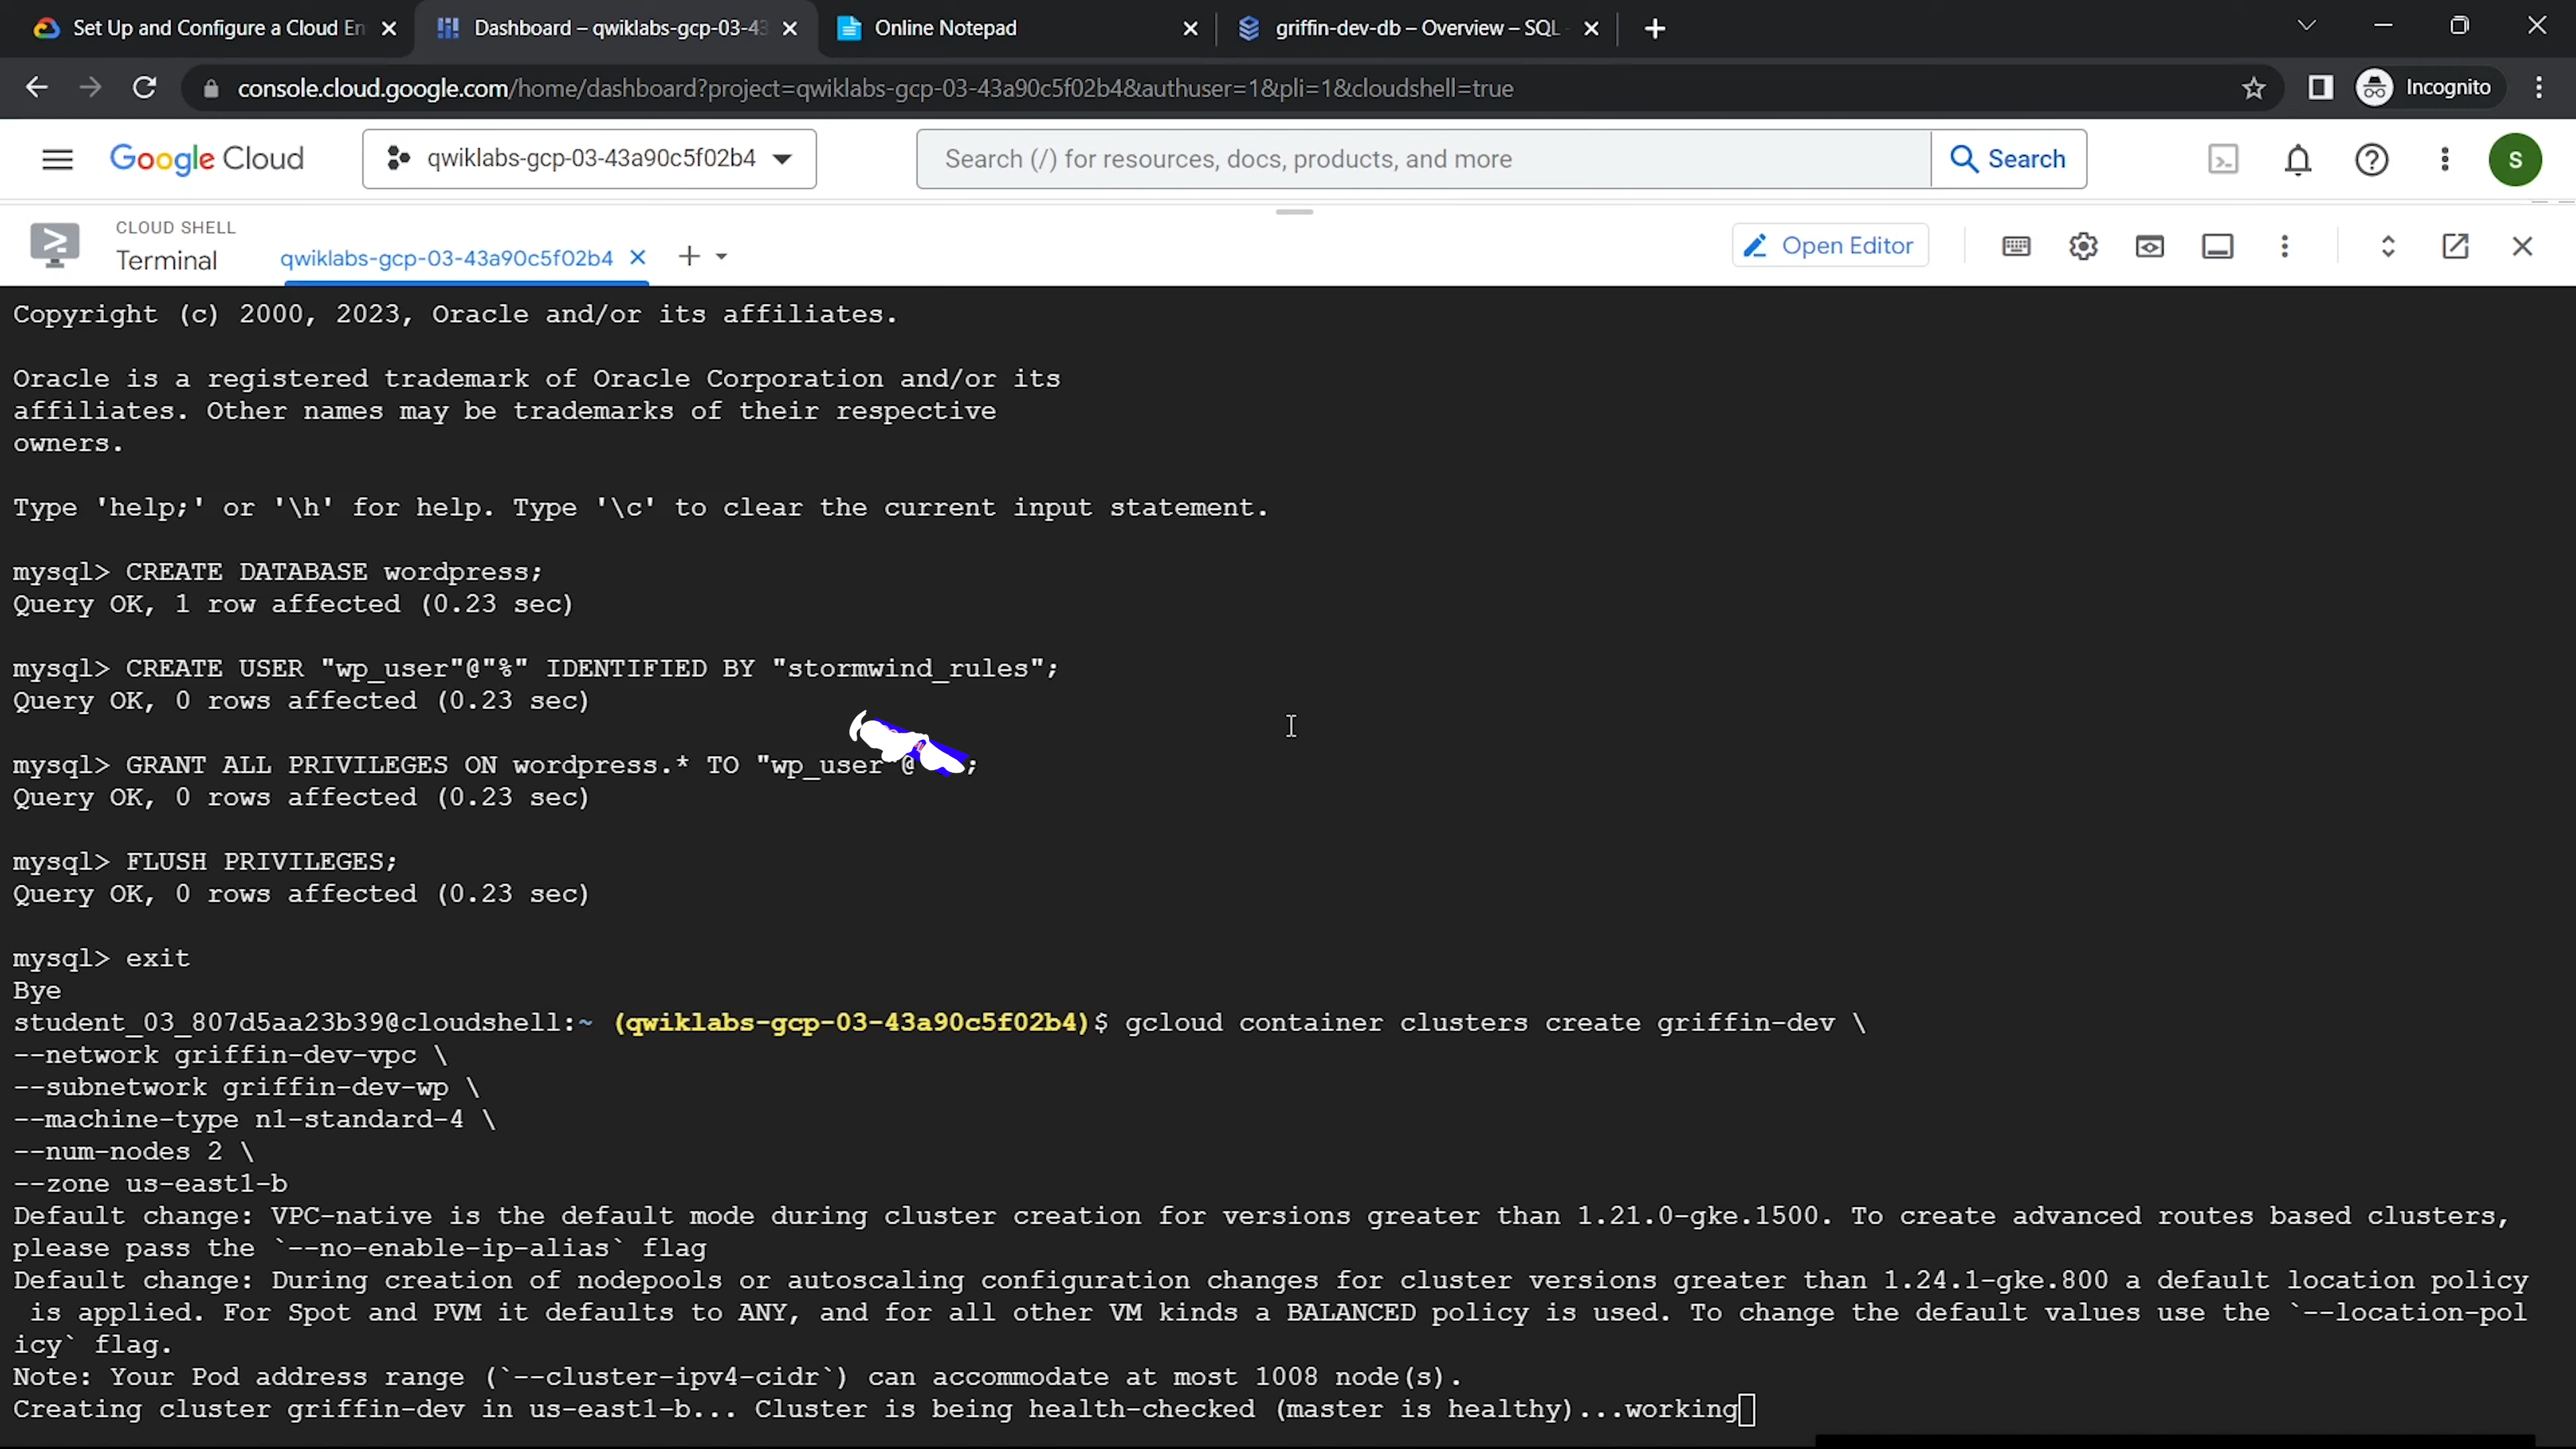 Set Up and Configure a Cloud En
Dashboard – qwiklabs-gcp-03-43
Online Notepad
griffin-dev-db – Overview – SQL
console.cloud.google.com/home/dashboard?project=qwiklabs-gcp-03-43a90c5f02b4&authuser=1&pli=1&cloudshell=true
Incognito
Google Cloud
qwiklabs-gcp-03-43a90c5f02b4
Search (/) for resources, docs, products, and more
Search
S
CLOUD SHELL
Terminal
qwiklabs-gcp-03-43a90c5f02b4
Open Editor
Copyright (c) 2000, 2023, Oracle and/or its affiliates.
Oracle is a registered trademark of Oracle Corporation and/or its
affiliates. Other names may be trademarks of their respective
owners.
Type 'help;' or '\h' for help. Type '\c' to clear the current input statement.
mysql> CREATE DATABASE wordpress;
Query OK, 1 row affected (0.23 sec)
mysql> CREATE USER "wp_user"@"%" IDENTIFIED BY "stormwind_rules";
Query OK, 0 rows affected (0.23 sec)
mysql> GRANT ALL PRIVILEGES ON wordpress.* TO "wp_user"@ ;
Query OK, 0 rows affected (0.23 sec)
mysql> FLUSH PRIVILEGES;
Query OK, 0 rows affected (0.23 sec)
mysql> exit
Bye
student_03_807d5aa23b39@cloudshell:~ (qwiklabs-gcp-03-43a90c5f02b4)$ gcloud container clusters create griffin-dev \
--network griffin-dev-vpc \
--subnetwork griffin-dev-wp \
--machine-type n1-standard-4 \
--num-nodes 2 \
--zone us-east1-b
Default change: VPC-native is the default mode during cluster creation for versions greater than 1.21.0-gke.1500. To create advanced routes based clusters,
please pass the `--no-enable-ip-alias` flag
Default change: During creation of nodepools or autoscaling configuration changes for cluster versions greater than 1.24.1-gke.800 a default location policy
is applied. For Spot and PVM it defaults to ANY, and for all other VM kinds a BALANCED policy is used. To change the default values use the `--location-pol
icy` flag.
Note: Your Pod address range (`--cluster-ipv4-cidr`) can accommodate at most 1008 node(s).
Creating cluster griffin-dev in us-east1-b... Cluster is being health-checked (master is healthy)...working